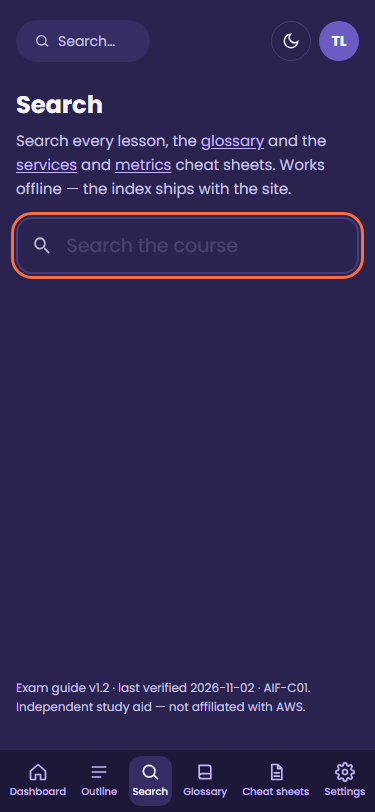 Search...
TL
Search
Search every lesson, the glossary and the
services and metrics cheat sheets. Works
offline — the index ships with the site.
Search the course
Exam guide v1.2 · last verified 2026-11-02 · AIF-C01.
Independent study aid — not affiliated with AWS.
Dashboard
Outline
Search
Glossary
Cheat sheets
Settings